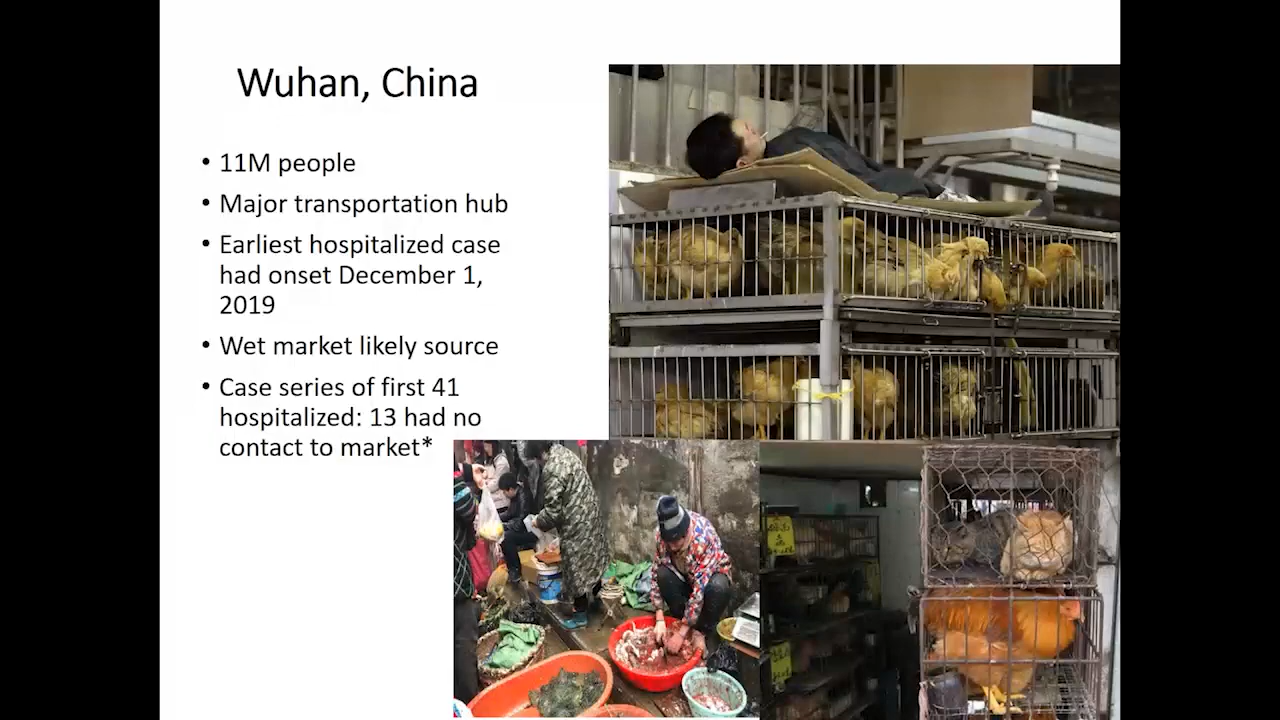 Wuhan, China
• 11M people
• Major transportation hub
• Earliest hospitalized case
had onset December 1,
2019
• Wet market likely source
• Case series of first 41
hospitalized: 13 had no
contact to market*